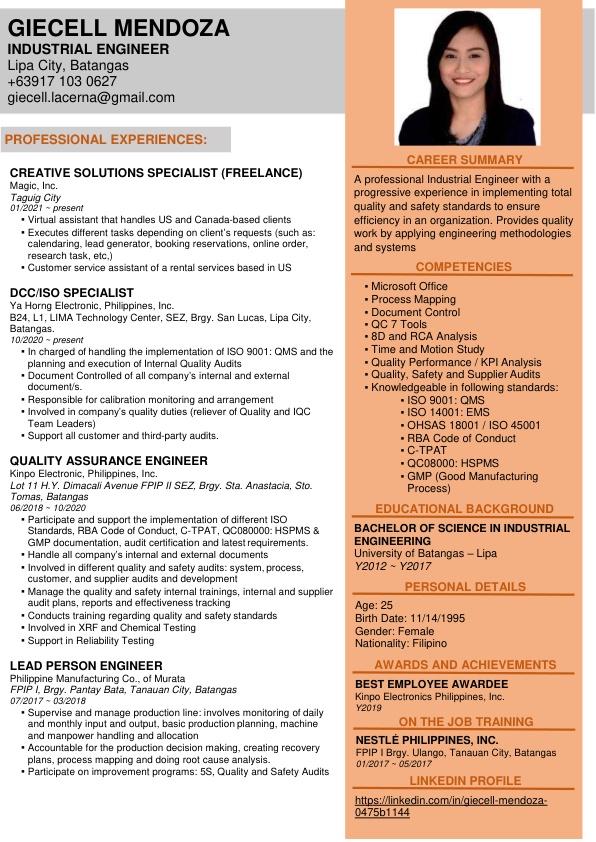 GIECELL MENDOZA
INDUSTRIAL ENGINEER
Lipa City, Batangas
+63917 103 0627
giecell.lacerna@gmail.com
PROFESSIONAL EXPERIENCES:
CREATIVE SOLUTIONS SPECIALIST (FREELANCE)
Magic, Inc.
Taguig City
01/2021 ~ present
▪ Virtual assistant that handles US and Canada-based clients
▪ Executes different tasks depending on client's requests (such as:
calendaring, lead generator, booking reservations, online order,
research task, etc,)
▪ Customer service assistant of a rental services based in US
DCC/ISO SPECIALIST
Ya Horng Electronic, Philippines, Inc.
B24, L1, LIMA Technology Center, SEZ, Brgy. San Lucas, Lipa City,
Batangas.
10/2020 ~ present
▪ In charged of handling the implementation of ISO 9001: QMS and the
planning and execution of Internal Quality Audits
▪ Document Controlled of all company's internal and external
document/s.
▪ Responsible for calibration monitoring and arrangement
▪ Involved in company's quality duties (reliever of Quality and IQC
Team Leaders)
▪ Support all customer and third-party audits.
QUALITY ASSURANCE ENGINEER
Kinpo Electronic, Philippines, Inc.
Lot 11 H.Y. Dimacali Avenue FPIP II SEZ, Brgy. Sta. Anastacia, Sto.
Tomas, Batangas
06/2018 ~ 10/2020
▪ Participate and support the implementation of different ISO
Standards, RBA Code of Conduct, C-TPAT, QC080000: HSPMS &
GMP documentation, audit certification and latest requirements.
▪ Handle all company's internal and external documents
▪ Involved in different quality and safety audits: system, process,
customer, and supplier audits and development
▪ Manage the quality and safety internal trainings, internal and supplier
audit plans, reports and effectiveness tracking
▪ Conducts training regarding quality and safety standards
▪ Involved in XRF and Chemical Testing
▪ Support in Reliability Testing
LEAD PERSON ENGINEER
Philippine Manufacturing Co., of Murata
FPIP I, Brgy. Pantay Bata, Tanauan City, Batangas
07/2017 ~ 03/2018
▪ Supervise and manage production line: involves monitoring of daily
and monthly input and output, basic production planning, machine
and manpower handling and allocation
▪ Accountable for the production decision making, creating recovery
plans, process mapping and doing root cause analysis.
▪ Participate on improvement programs: 5S, Quality and Safety Audits
CAREER SUMMARY
A professional Industrial Engineer with a
progressive experience in implementing total
quality and safety standards to ensure
efficiency in an organization. Provides quality
work by applying engineering methodologies
and systems
COMPETENCIES
▪ Microsoft Office
▪ Process Mapping
▪ Document Control
▪ QC 7 Tools
▪ 8D and RCA Analysis
▪ Time and Motion Study
▪ Quality Performance / KPI Analysis
▪ Quality, Safety and Supplier Audits
▪ Knowledgeable in following standards:
▪ ISO 9001: QMS
▪ ISO 14001: EMS
▪ OHSAS 18001 / ISO 45001
▪ RBA Code of Conduct
▪ C-TPAT
▪ QC08000: HSPMS
▪ GMP (Good Manufacturing
Process)
EDUCATIONAL BACKGROUND
BACHELOR OF SCIENCE IN INDUSTRIAL
ENGINEERING
University of Batangas – Lipa
Y2012 ~ Y2017
PERSONAL DETAILS
Age: 25
Birth Date: 11/14/1995
Gender: Female
Nationality: Filipino
AWARDS AND ACHIEVEMENTS
BEST EMPLOYEE AWARDEE
Kinpo Electronics Philippines, Inc.
Y2019
ON THE JOB TRAINING
NESTLÉ PHILIPPINES, INC.
FPIP I Brgy. Ulango, Tanauan City, Batangas
01/2017 ~ 05/2017
LINKEDIN PROFILE
https://linkedin.com/in/giecell-mendoza-
0475b1144